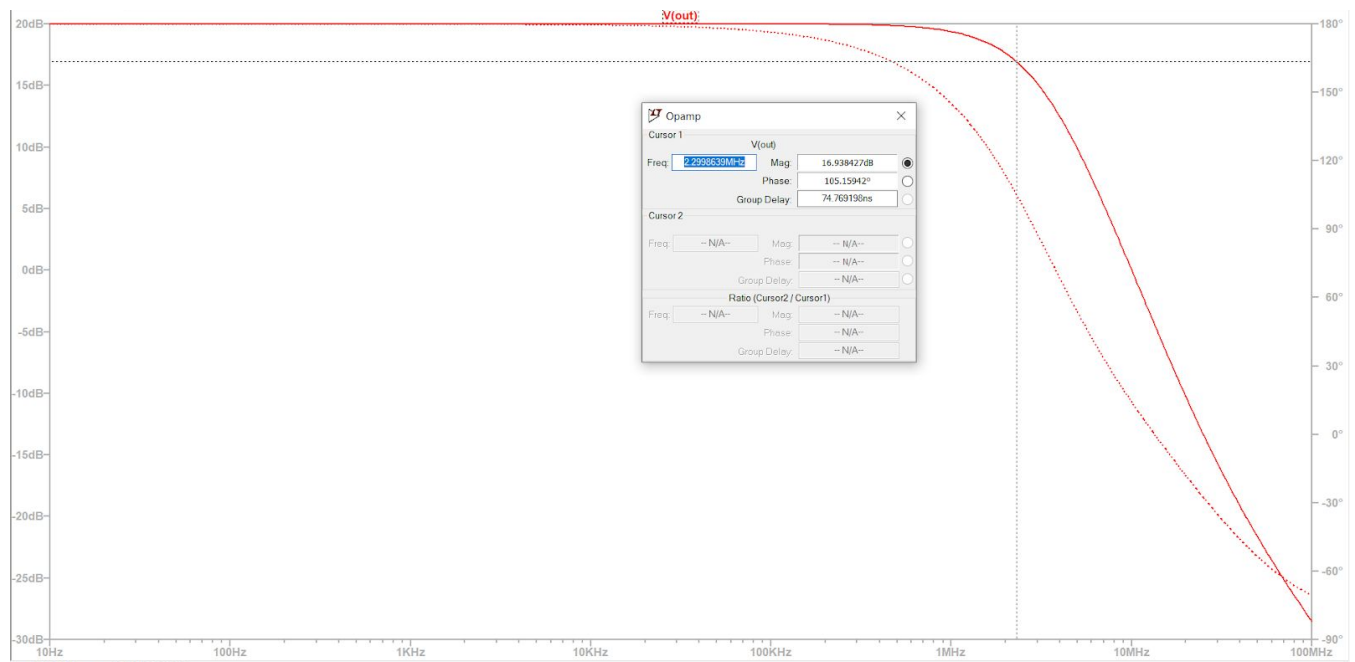 V(out)
20dB
15dB
10dB
5dB
0dB
-5dB
-10dB
-15dB
-20dB
-25dB
-30dB
180°
150°
120°
90°
60°
30°
0°
-30°
-60°
-90°
Opamp
Cursor 1
V(out)
Freq: 2.2998639MHz Mag: 16.938427dB
Phase: 105.15942°
Group Delay: 74.769198ns
Cursor 2
Freq: -- N/A-- Mag: -- N/A--
Phase: -- N/A--
Group Delay: -- N/A--
Ratio (Cursor2 / Cursor1)
Freq: -- N/A-- Mag: -- N/A--
Phase: -- N/A--
Group Delay: -- N/A--
10Hz 100Hz 1KHz 10KHz 100KHz 1MHz 10MHz 100MHz